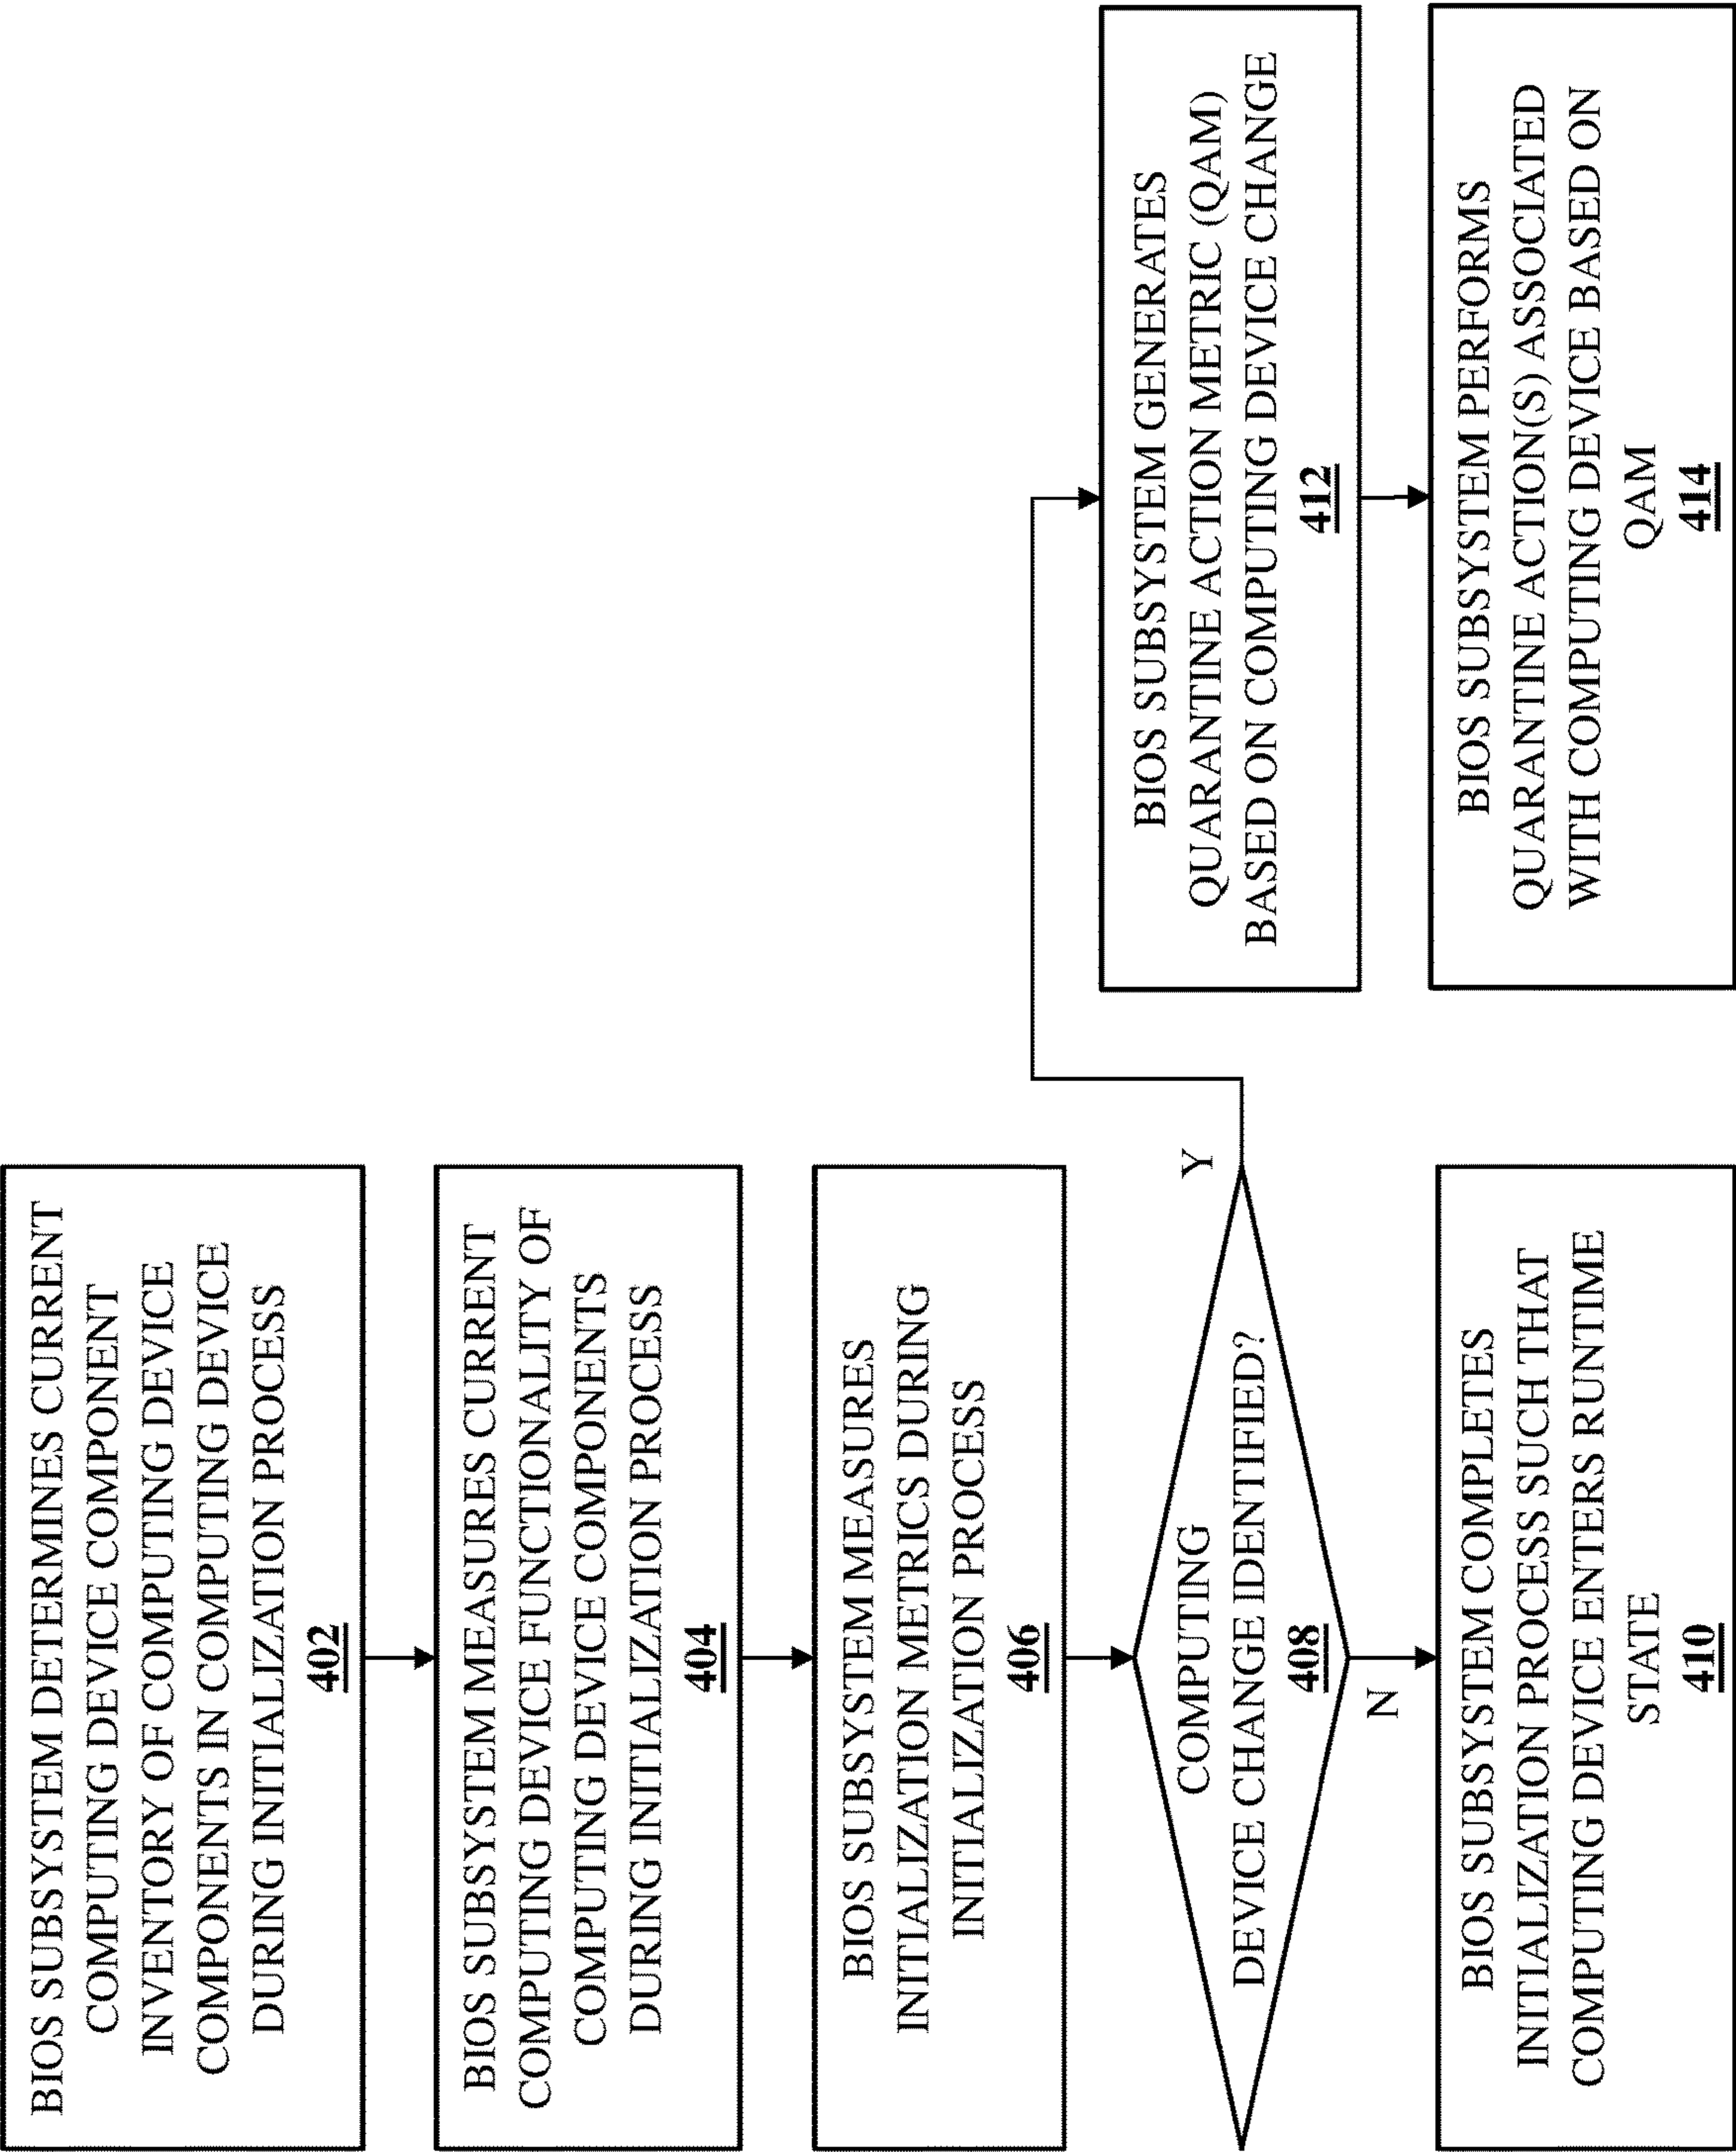 BIOS SUBSYSTEM DETERMINES CURRENT
COMPUTING DEVICE COMPONENT
INVENTORY OF COMPUTING DEVICE
COMPONENTS IN COMPUTING DEVICE
DURING INITIALIZATION PROCESS
402
BIOS SUBSYSTEM MEASURES CURRENT
COMPUTING DEVICE FUNCTIONALITY OF
COMPUTING DEVICE COMPONENTS
DURING INITIALIZATION PROCESS
404
BIOS SUBSYSTEM MEASURES
INITIALIZATION METRICS DURING
INITIALIZATION PROCESS
406
COMPUTING
DEVICE CHANGE IDENTIFIED?
408
Y
N
BIOS SUBSYSTEM COMPLETES
INITIALIZATION PROCESS SUCH THAT
COMPUTING DEVICE ENTERS RUNTIME
STATE
410
BIOS SUBSYSTEM GENERATES
QUARANTINE ACTION METRIC (QAM)
BASED ON COMPUTING DEVICE CHANGE
412
BIOS SUBSYSTEM PERFORMS
QUARANTINE ACTION(S) ASSOCIATED
WITH COMPUTING DEVICE BASED ON
QAM
414